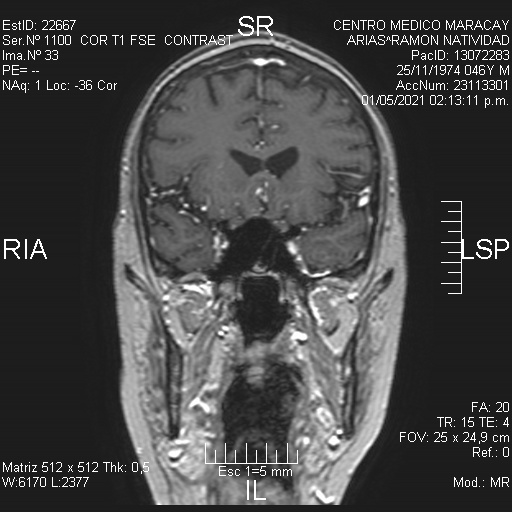 EstID: 22667
Ser.Nº 1100 COR T1 FSE CONTRAST
Ima.Nº 33
PE= --
NAq: 1 Loc: -36 Cor
SR
CENTRO MEDICO MARACAY
ARIAS^RAMON NATIVIDAD
PacID: 13072283
25/11/1974 046Y M
AccNum: 23113301
01/05/2021 02:13:11 p.m.
RIA
LSP
Matriz 512 x 512 Thk: 0,5
W:6170 L:2377
Esc 1=5 mm
IL
FA: 20
TR: 15 TE: 4
FOV: 25 x 24,9 cm
Ref.: 0
Mod.: MR